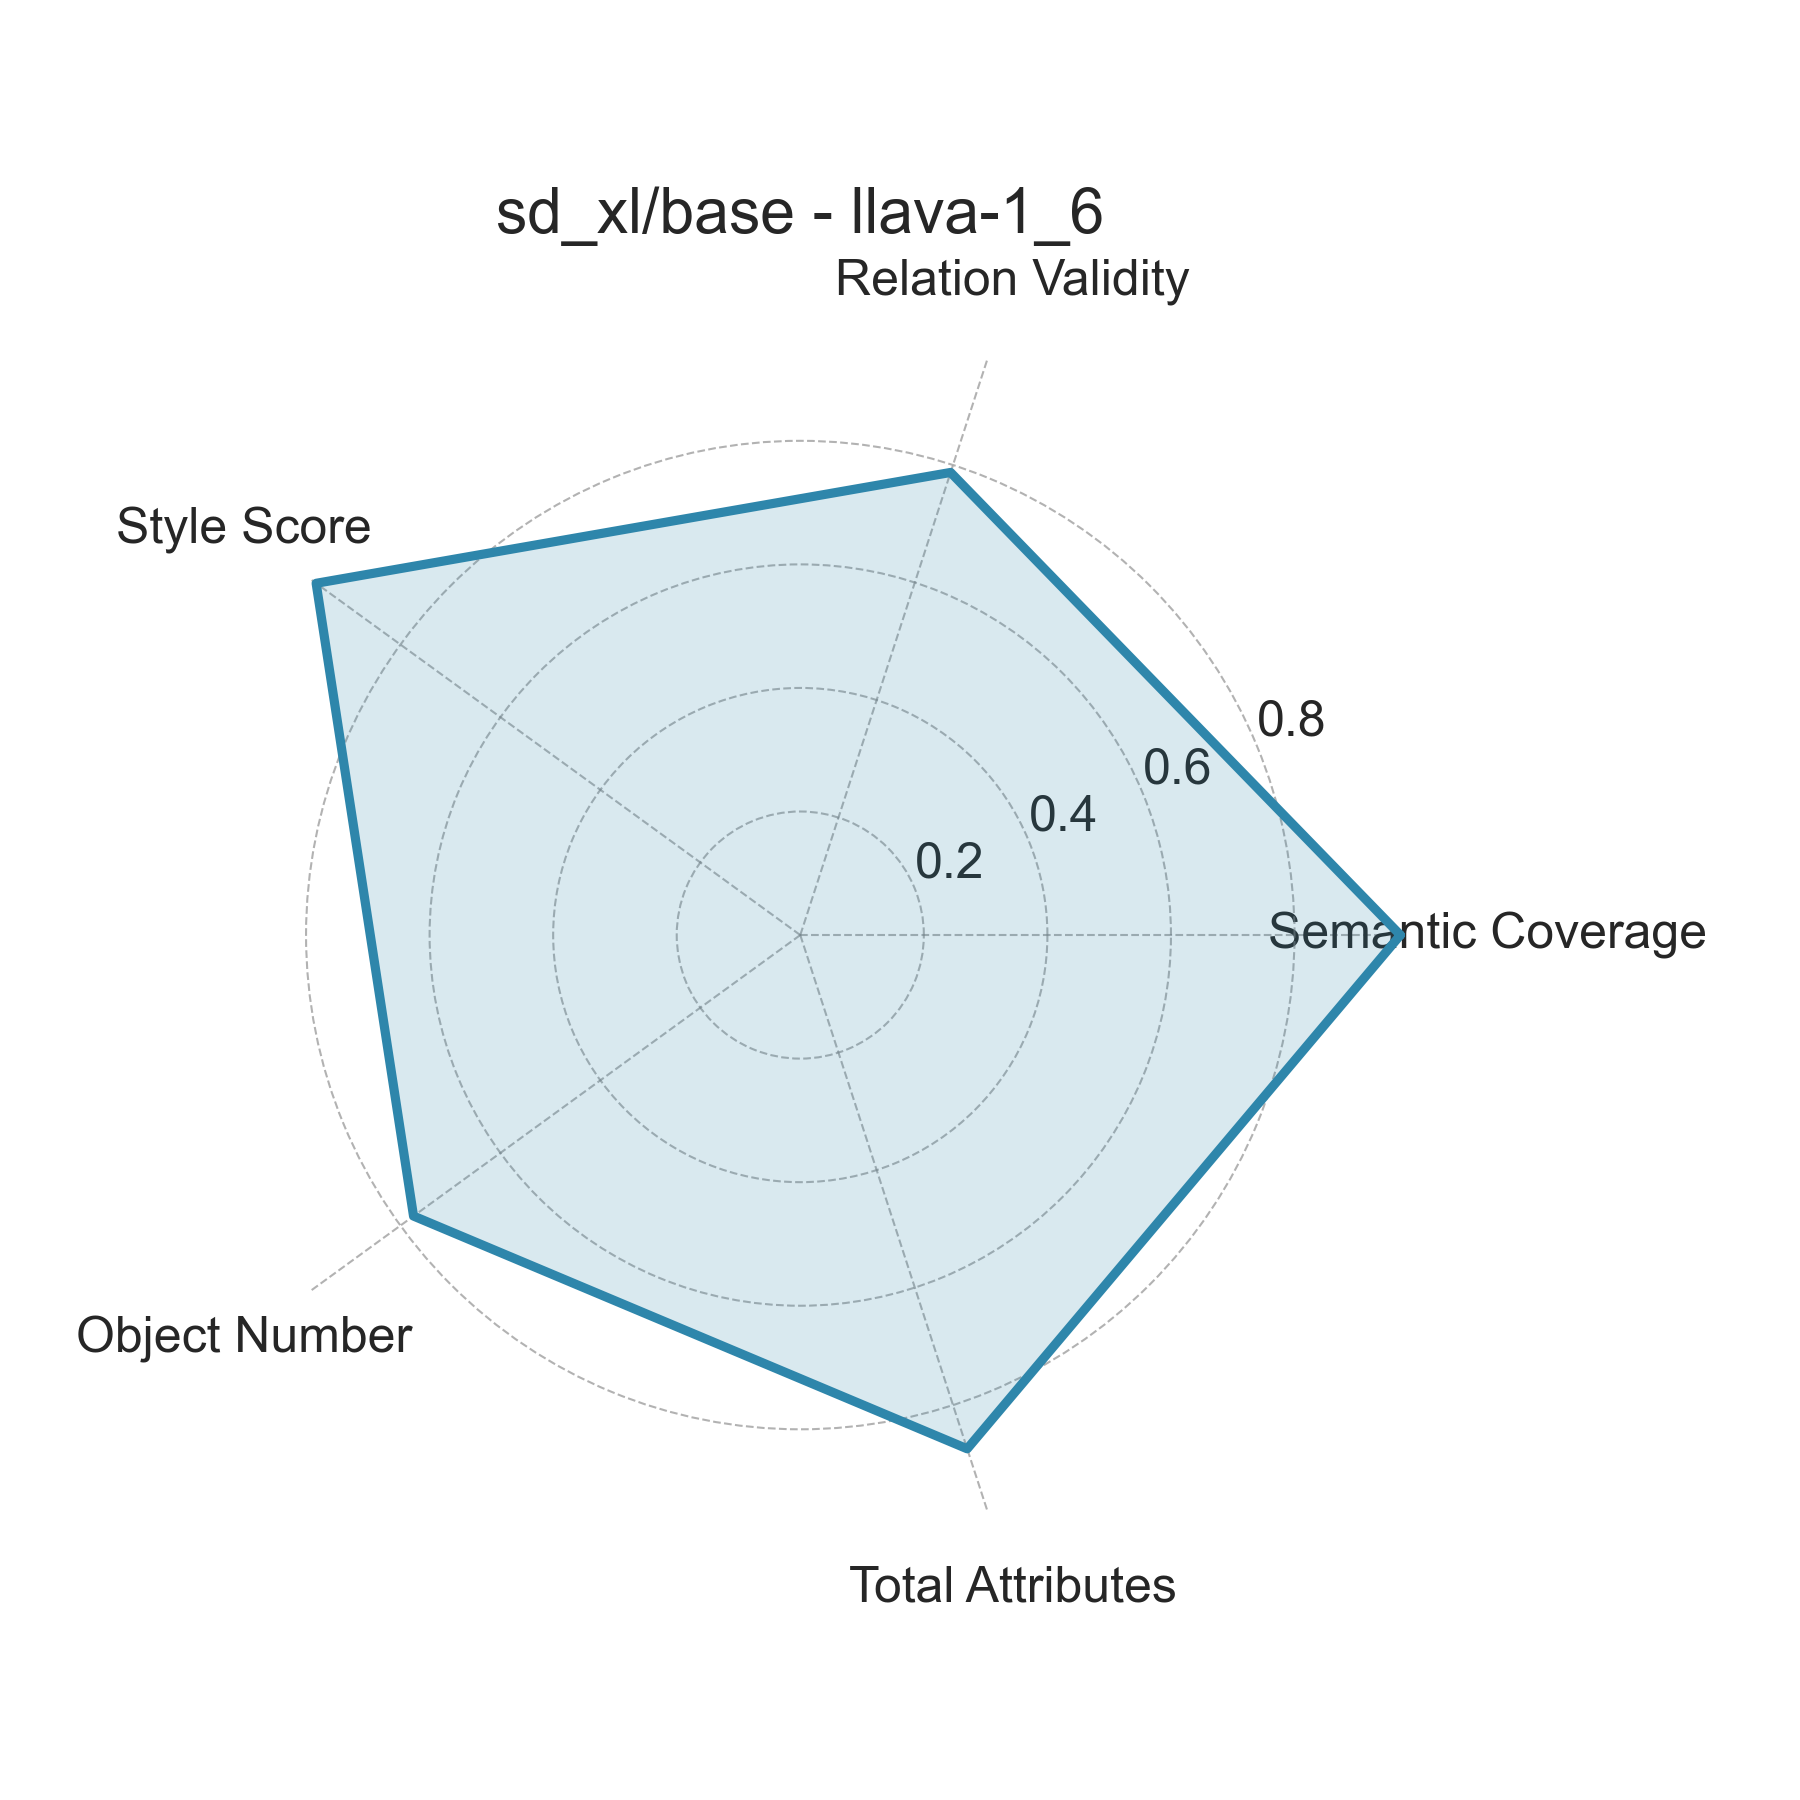 sd_xl/base - llava-1_6
Relation Validity
Style Score
0.8
0.6
0.4
0.2
Semantic Coverage
Object Number
Total Attributes